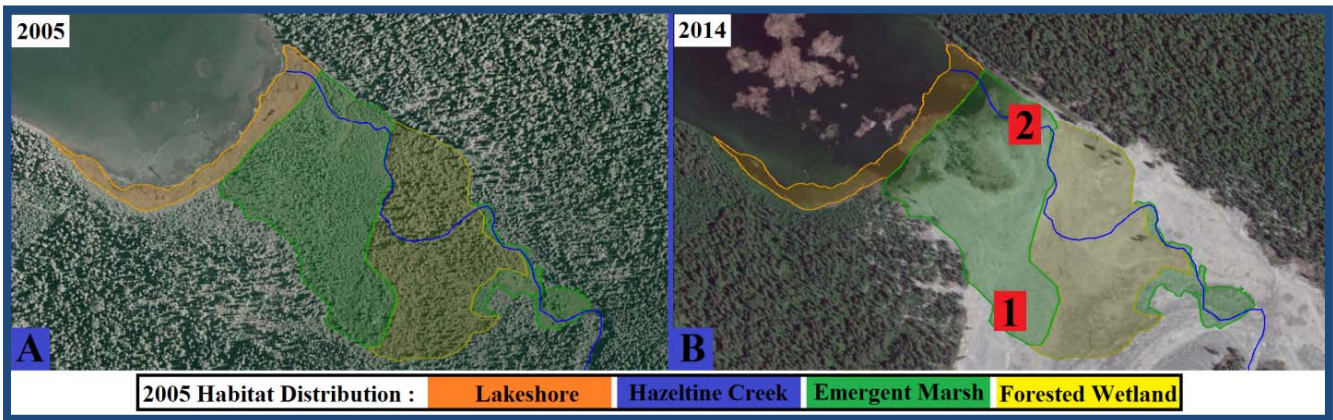 2005
2014
2
1
A
B
2005 Habitat Distribution : Lakeshore Hazeltine Creek Emergent Marsh Forested Wetland